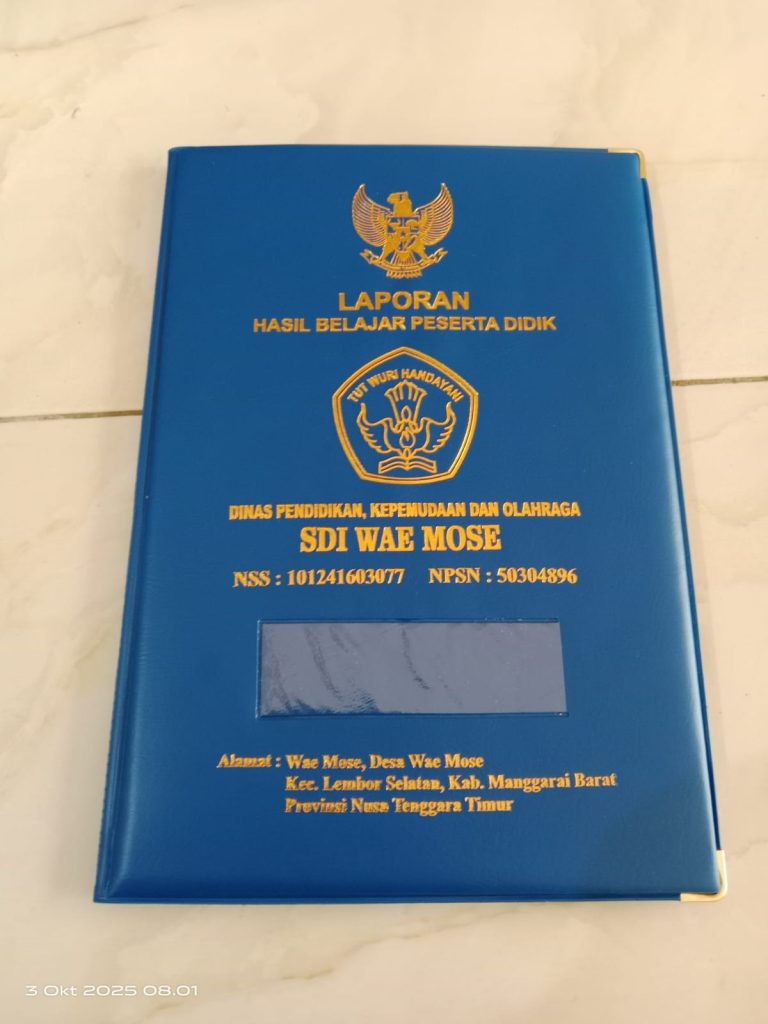 LAPORAN
HASIL BELAJAR PESERTA DIDIK
TUT WURI HANDAYANI
DINAS PENDIDIKAN, KEPEMUDAAN DAN OLAHRAGA
SDI WAE MOSE
NSS : 101241603077 NPSN : 50304896
Alamat : Wae Mose, Desa Wae Mose
Kec. Lembor Selatan, Kab. Manggarai Barat
Provinsi Nusa Tenggara Timur
3 Okt 2025 08.01